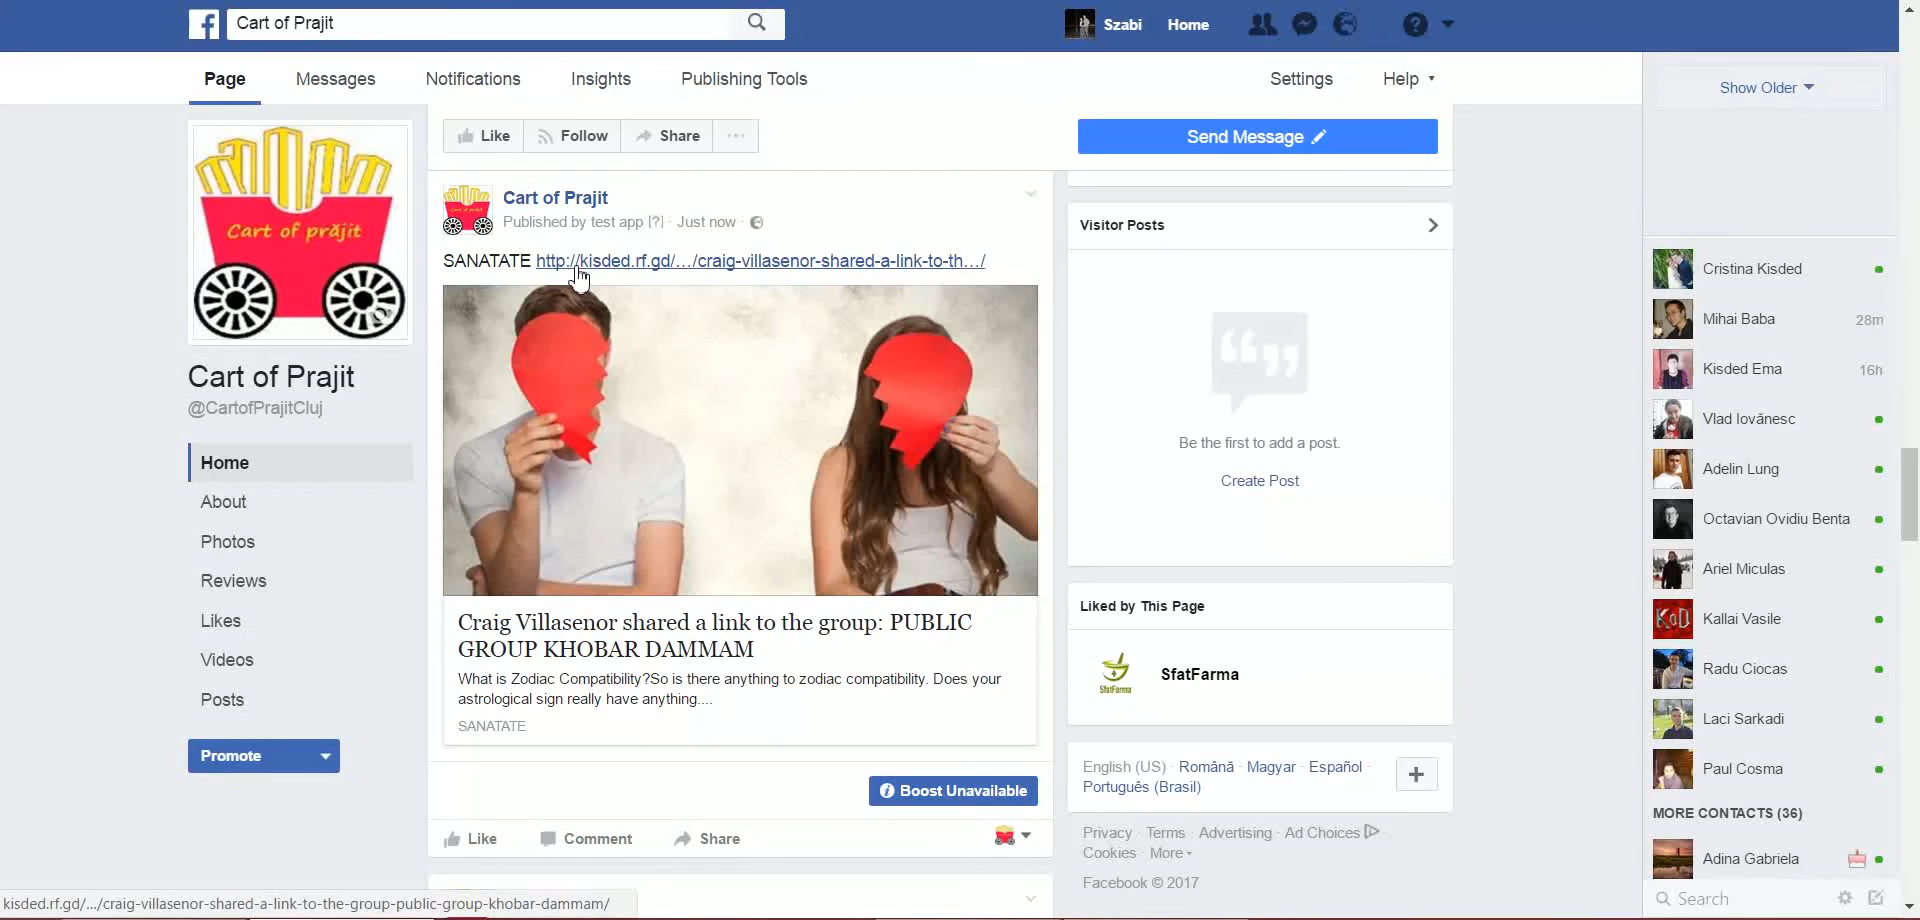 Cart of Prajit
Szabi
Home
Page
Messages
Notifications
Insights
Publishing Tools
Settings
Help
Show Older
Like
Follow
Share
Send Message
Cart of prăjit
Cart of Prajit
@CartofPrajitCluj
Home
About
Photos
Reviews
Likes
Videos
Posts
Promote
Cart of Prajit
Published by test app [?] · Just now ·
SANATATE http://kisded.rf.gd/.../craig-villasenor-shared-a-link-to-th.../
Craig Villasenor shared a link to the group: PUBLIC
GROUP KHOBAR DAMMAM
What is Zodiac Compatibility?So is there anything to zodiac compatibility. Does your
astrological sign really have anything....
SANATATE
Boost Unavailable
Like
Comment
Share
Visitor Posts
Be the first to add a post.
Create Post
Liked by This Page
SfatFarma
SfatFarma
English (US) · Română · Magyar · Español ·
Português (Brasil)
Privacy · Terms · Advertising · Ad Choices
Cookies · More
Facebook © 2017
Cristina Kisded
Mihai Baba 28m
Kisded Ema 16h
Vlad Iovănesc
Adelin Lung
Octavian Ovidiu Benta
Ariel Miculas
KoD
Kallai Vasile
Radu Ciocas
Laci Sarkadi
Paul Cosma
MORE CONTACTS (36)
Adina Gabriela
Search
kisded.rf.gd/.../craig-villasenor-shared-a-link-to-the-group-public-group-khobar-dammam/